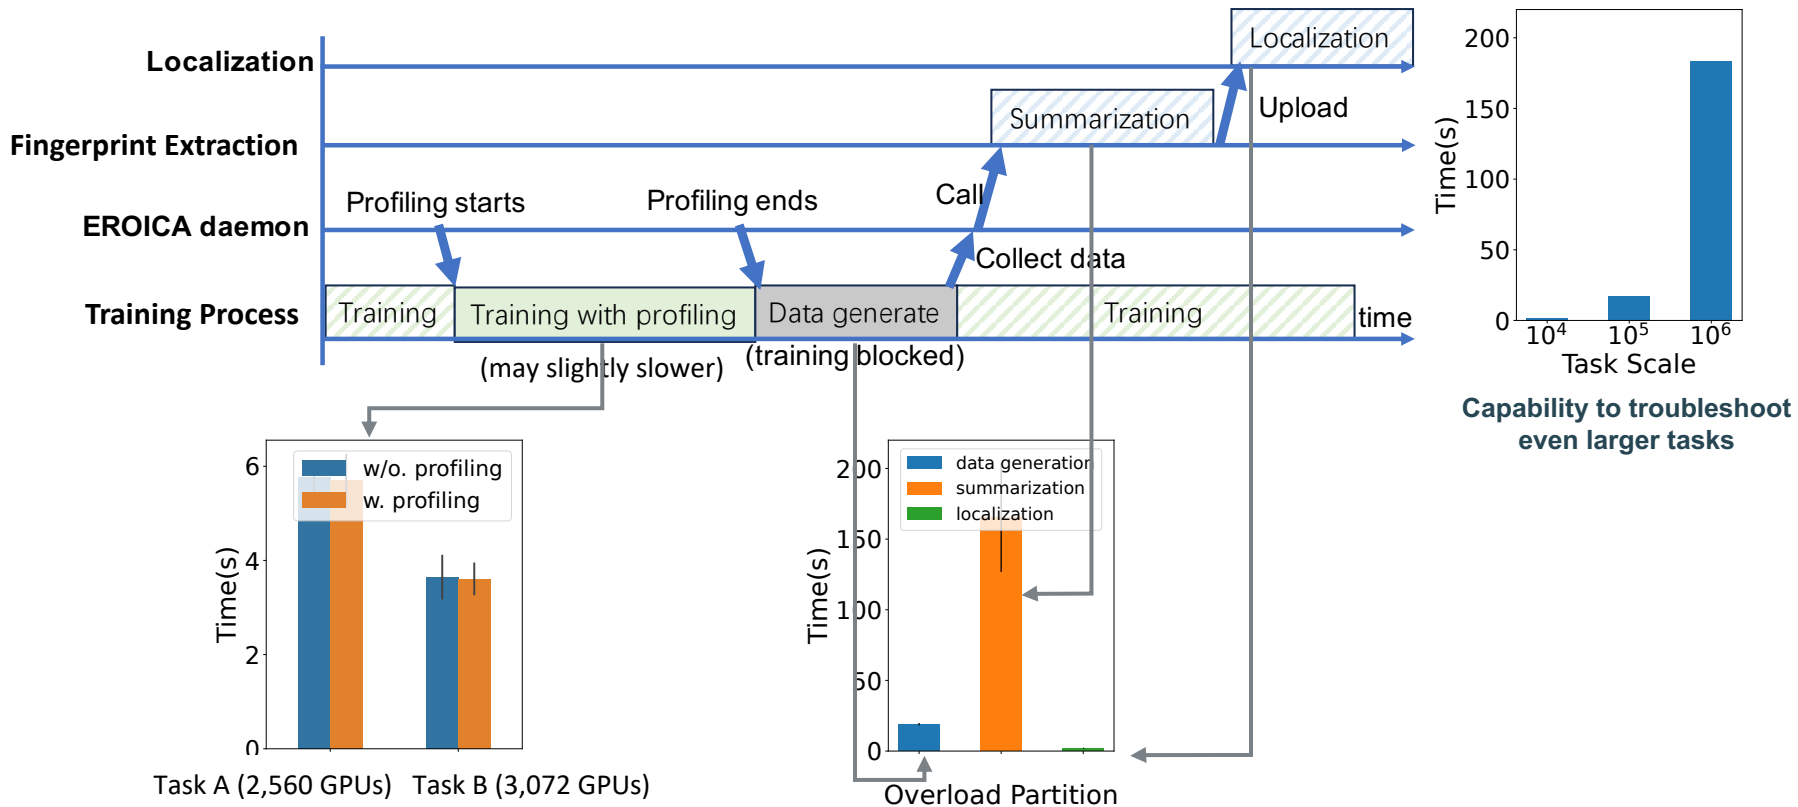 Localization
Localization
Upload
Fingerprint Extraction
Summarization
Profiling starts
Profiling ends
Call
EROICA daemon
Collect data
Training Process
Training
Training with profiling
Data generate
Training
time
(may slightly slower)
(training blocked)
200
150
100
50
0
Time(s)
10⁴
10⁵
10⁶
Task Scale
Capability to troubleshoot
even larger tasks
6
4
2
0
Time(s)
w/o. profiling
w. profiling
Task A (2,560 GPUs)
Task B (3,072 GPUs)
200
150
100
50
0
Time(s)
data generation
summarization
localization
Overload Partition